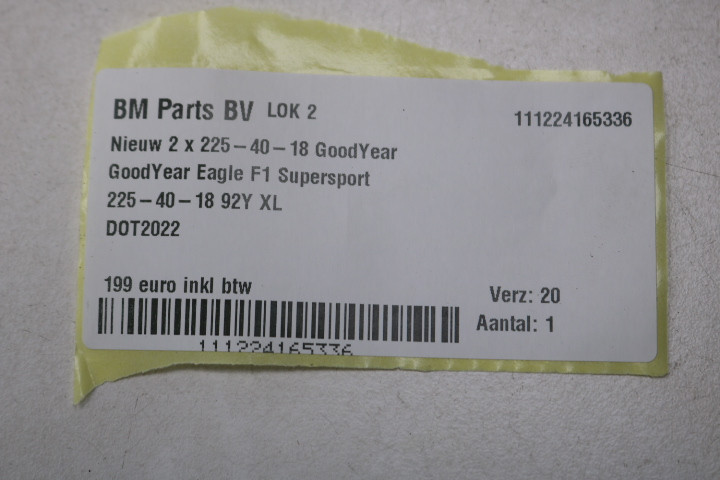 BM Parts BV LOK 2
111224165336
Nieuw 2 x 225-40-18 GoodYear
GoodYear Eagle F1 Supersport
225-40-18 92Y XL
DOT2022
199 euro inkl btw
Verz: 20
Aantal: 1
111224165336